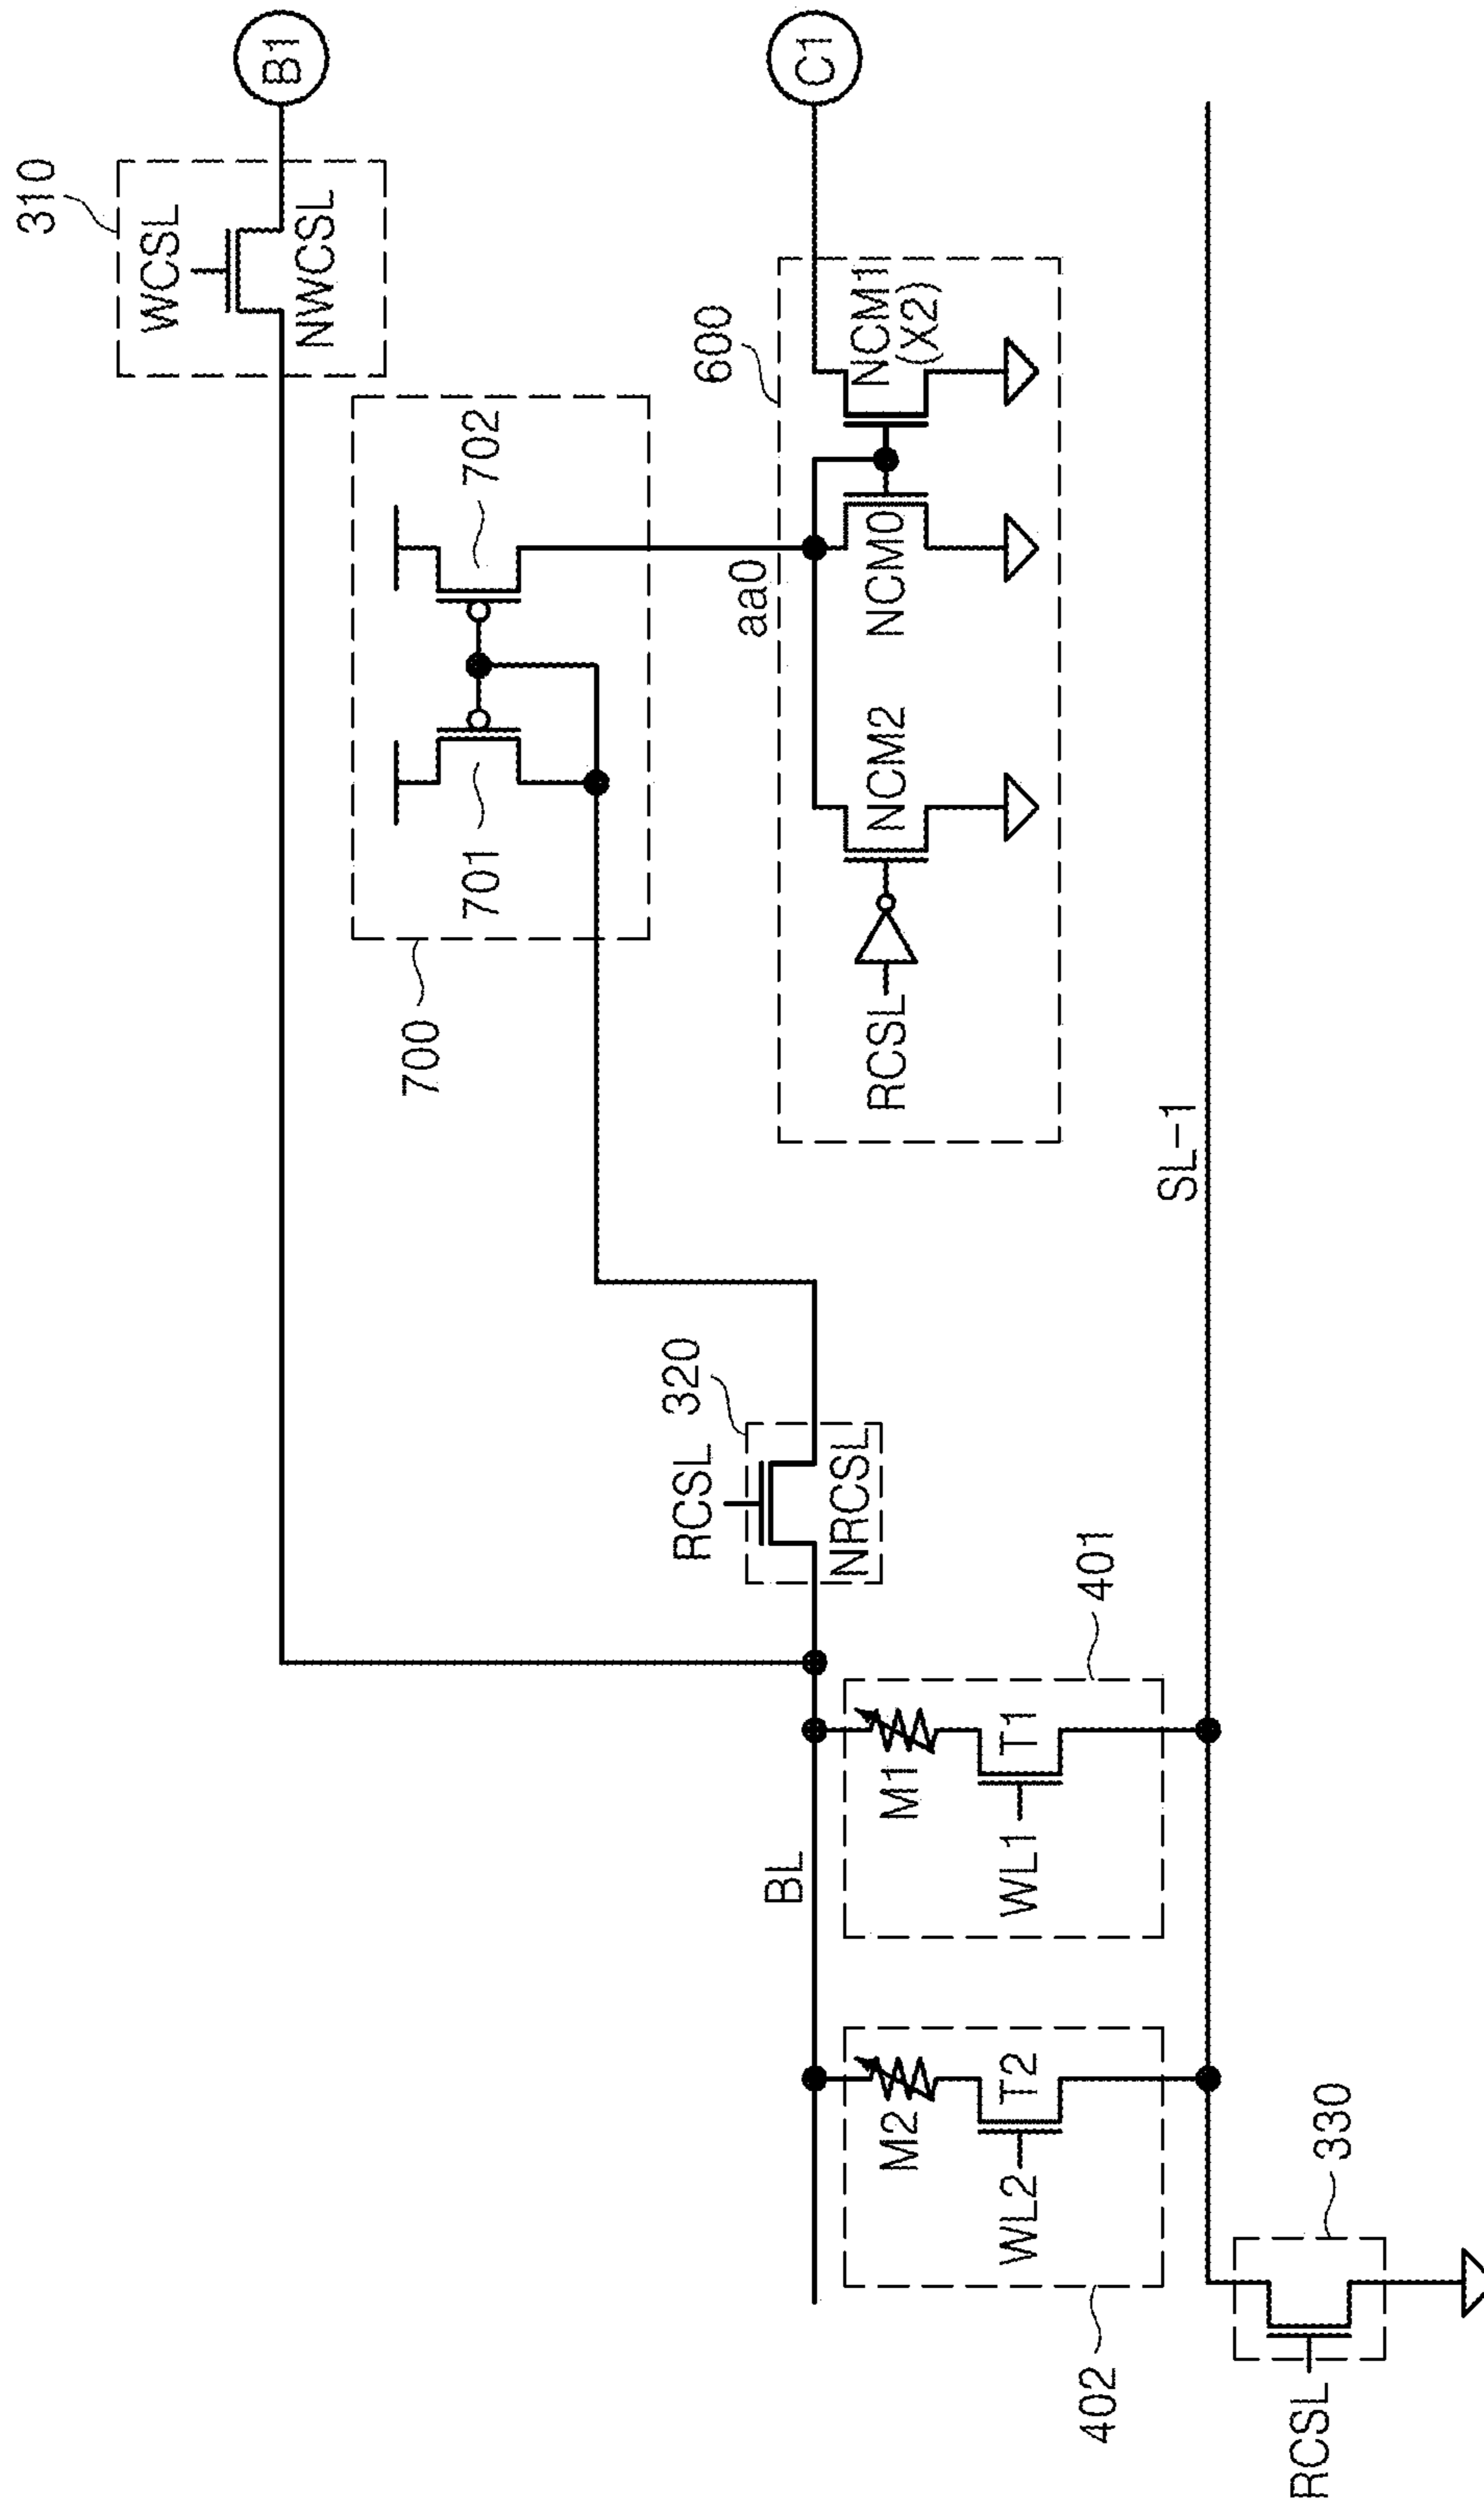 310
WCSL
NWCSL
B1
700
701
702
600
aa0
RCSL
NCM2
NCM0
NCM1
(X2)
C1
RCSL
320
NRCSL
BL
SL-1
402
M2
WL2
T2
401
M1
WL1
T1
RCSL
330